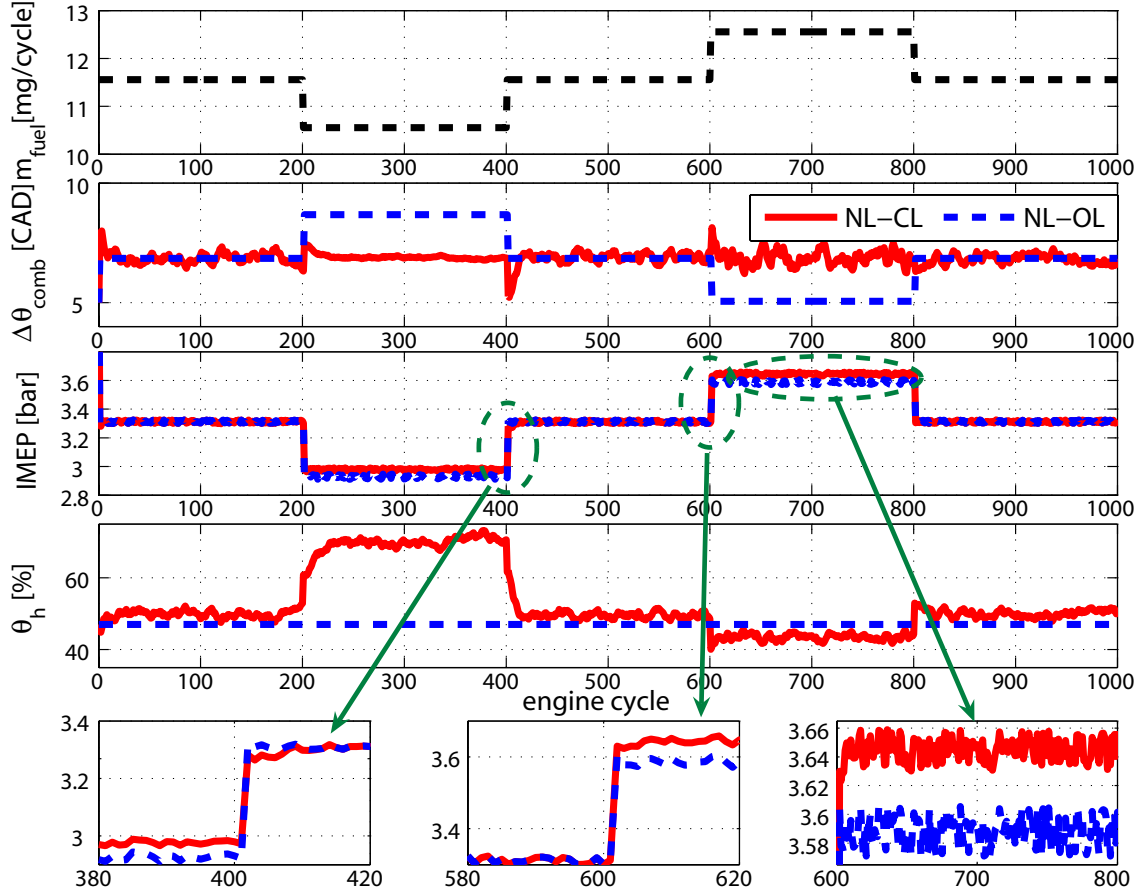 m_fuel [mg/cycle]
13
12
11
10
0 100 200 300 400 500 600 700 800 900 1000
Δθ_comb [CAD]
10
5
NL−CL NL−OL
0 100 200 300 400 500 600 700 800 900 1000
IMEP [bar]
3.6
3.4
3.2
3
2.8
0 100 200 300 400 500 600 700 800 900 1000
θ_h [%]
60
40
0 100 200 300 400 500 600 700 800 900 1000
engine cycle
3.4
3.2
3
380 400 420
3.6
3.4
580 600 620
3.66
3.64
3.62
3.6
3.58
600 700 800